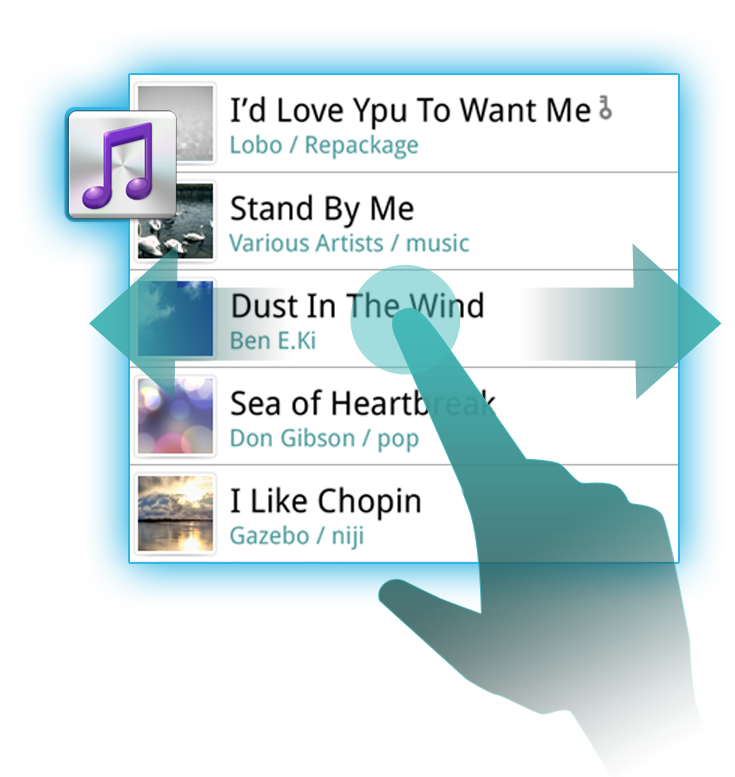 I’d Love Ypu To Want Me
Lobo / Repackage
Stand By Me
Various Artists / music
Dust In The Wind
Ben E.Ki
Sea of Heartbreak
Don Gibson / pop
I Like Chopin
Gazebo / niji